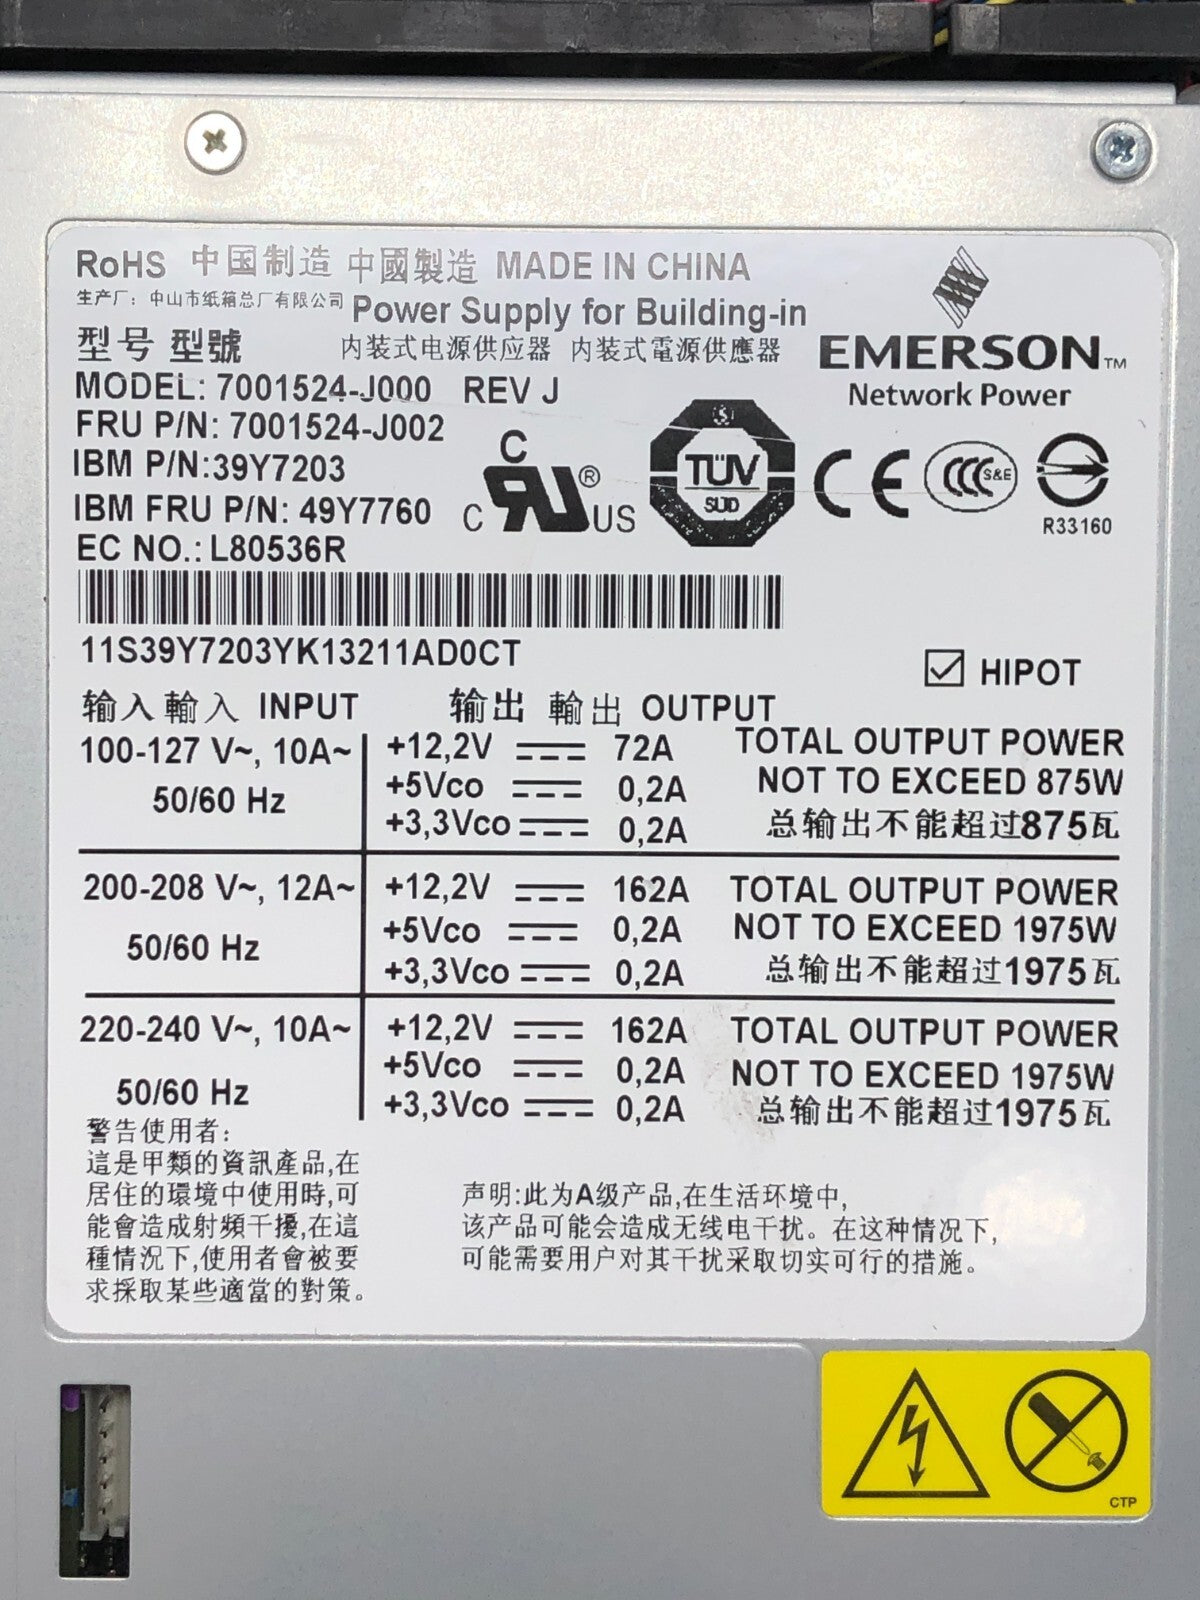 RoHS 中国制造 中國製造 MADE IN CHINA
生产厂：中山市纸箱总厂有限公司 Power Supply for Building-in
型号 型號 内装式电源供应器 内装式電源供應器
EMERSON™
Network Power
MODEL: 7001524-J000 REV J
FRU P/N: 7001524-J002
IBM P/N:39Y7203
IBM FRU P/N: 49Y7760
EC NO.: L80536R
C UR ® C US
TÜV
SÜD
CE
CCC S&E
R33160
11S39Y7203YK13211AD0CT
HIPOT
输入 輸入 INPUT 输出 輸出 OUTPUT
100-127 V~, 10A~
50/60 Hz
+12,2V 72A
+5Vco 0,2A
+3,3Vco 0,2A
TOTAL OUTPUT POWER
NOT TO EXCEED 875W
总输出不能超过875瓦
200-208 V~, 12A~
50/60 Hz
+12,2V 162A
+5Vco 0,2A
+3,3Vco 0,2A
TOTAL OUTPUT POWER
NOT TO EXCEED 1975W
总输出不能超过1975瓦
220-240 V~, 10A~
50/60 Hz
+12,2V 162A
+5Vco 0,2A
+3,3Vco 0,2A
TOTAL OUTPUT POWER
NOT TO EXCEED 1975W
总输出不能超过1975瓦
警告使用者:
這是甲類的資訊產品,在
居住的環境中使用時,可
能會造成射頻干擾,在這
種情況下,使用者會被要
求採取某些適當的對策。
声明:此为A级产品,在生活环境中,
该产品可能会造成无线电干扰。在这种情况下,
可能需要用户对其干扰采取切实可行的措施。
CTP